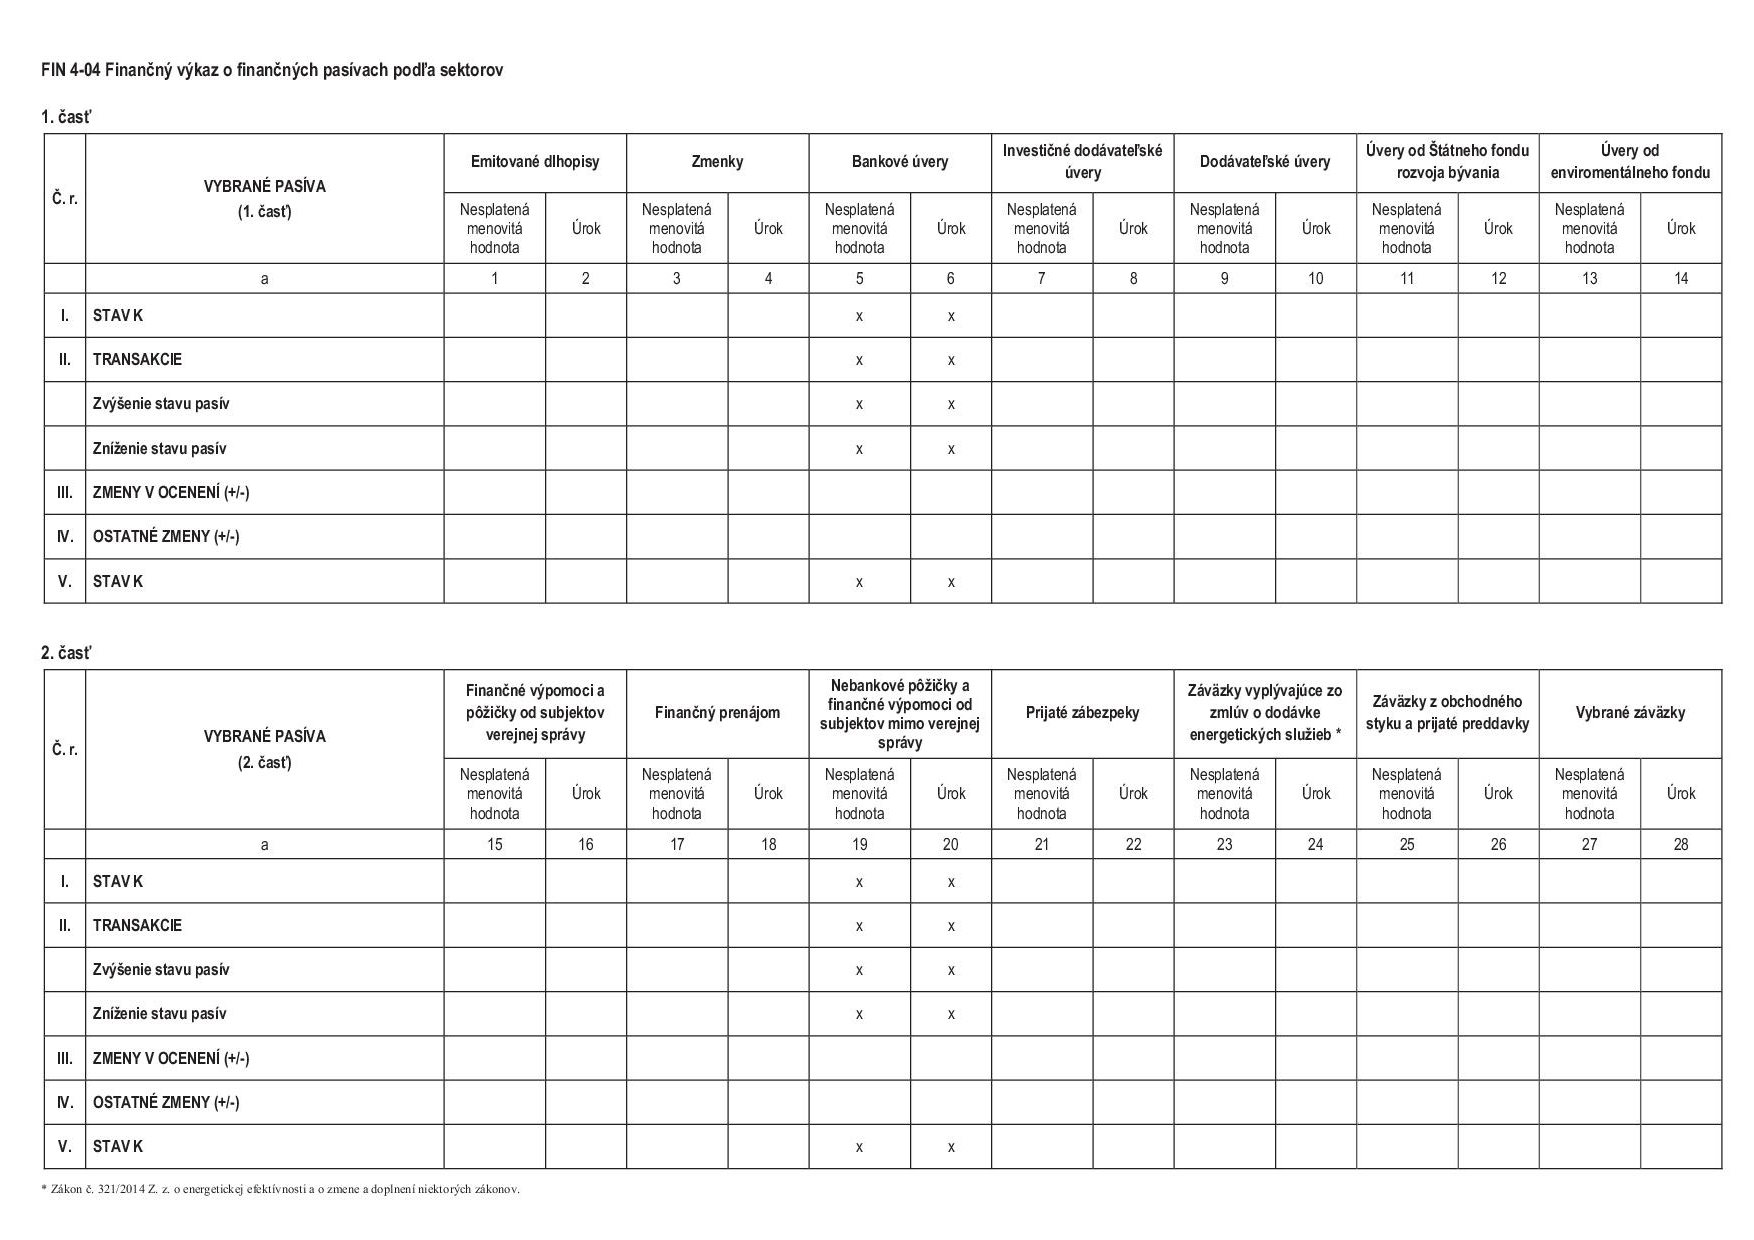 FIN 4-04 Finančný výkaz o finančných pasívach podľa sektorov
1. časť
Č. r.
VYBRANÉ PASÍVA
(1. časť)
Emitované dlhopisy
Zmenky
Bankové úvery
Investičné dodávateľské
úvery
Dodávateľské úvery
Úvery od Štátneho fondu
rozvoja bývania
Úvery od
enviromentálneho fondu
Nesplatená
menovitá
hodnota
Úrok
Nesplatená
menovitá
hodnota
Úrok
Nesplatená
menovitá
hodnota
Úrok
Nesplatená
menovitá
hodnota
Úrok
Nesplatená
menovitá
hodnota
Úrok
Nesplatená
menovitá
hodnota
Úrok
Nesplatená
menovitá
hodnota
Úrok
a 1 2 3 4 5 6 7 8 9 10 11 12 13 14
I. STAV K x x
II. TRANSAKCIE x x
Zvýšenie stavu pasív x x
Zníženie stavu pasív x x
III. ZMENY V OCENENÍ (+/-)
IV. OSTATNÉ ZMENY (+/-)
V. STAV K x x
2. časť
Č. r.
VYBRANÉ PASÍVA
(2. časť)
Finančné výpomoci a
pôžičky od subjektov
verejnej správy
Finančný prenájom
Nebankové pôžičky a
finančné výpomoci od
subjektov mimo verejnej
správy
Prijaté zábezpeky
Záväzky vyplývajúce zo
zmlúv o dodávke
energetických služieb *
Záväzky z obchodného
styku a prijaté preddavky
Vybrané záväzky
Nesplatená
menovitá
hodnota
Úrok
Nesplatená
menovitá
hodnota
Úrok
Nesplatená
menovitá
hodnota
Úrok
Nesplatená
menovitá
hodnota
Úrok
Nesplatená
menovitá
hodnota
Úrok
Nesplatená
menovitá
hodnota
Úrok
Nesplatená
menovitá
hodnota
Úrok
a 15 16 17 18 19 20 21 22 23 24 25 26 27 28
I. STAV K x x
II. TRANSAKCIE x x
Zvýšenie stavu pasív x x
Zníženie stavu pasív x x
III. ZMENY V OCENENÍ (+/-)
IV. OSTATNÉ ZMENY (+/-)
V. STAV K x x
* Zákon č. 321/2014 Z. z. o energetickej efektívnosti a o zmene a doplnení niektorých zákonov.